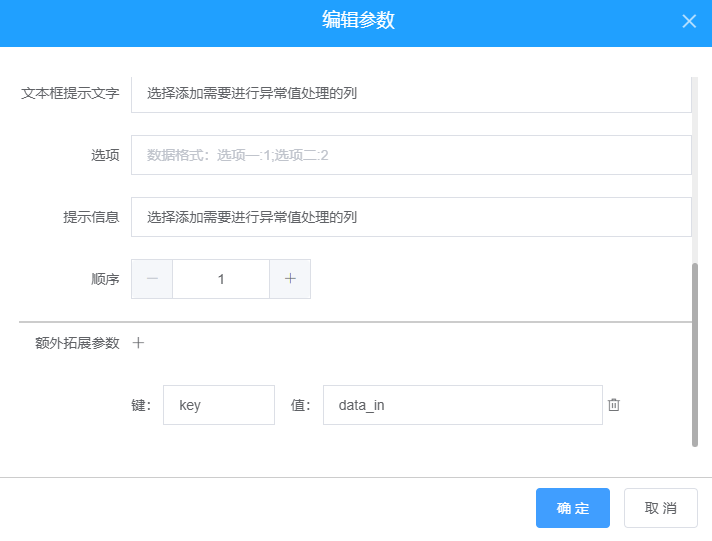 编辑参数
文本框提示文字 选择添加需要进行异常值处理的列
选项 数据格式：选项一:1;选项二:2
提示信息 选择添加需要进行异常值处理的列
顺序 1
额外拓展参数
键： key 值： data_in
确 定 取 消